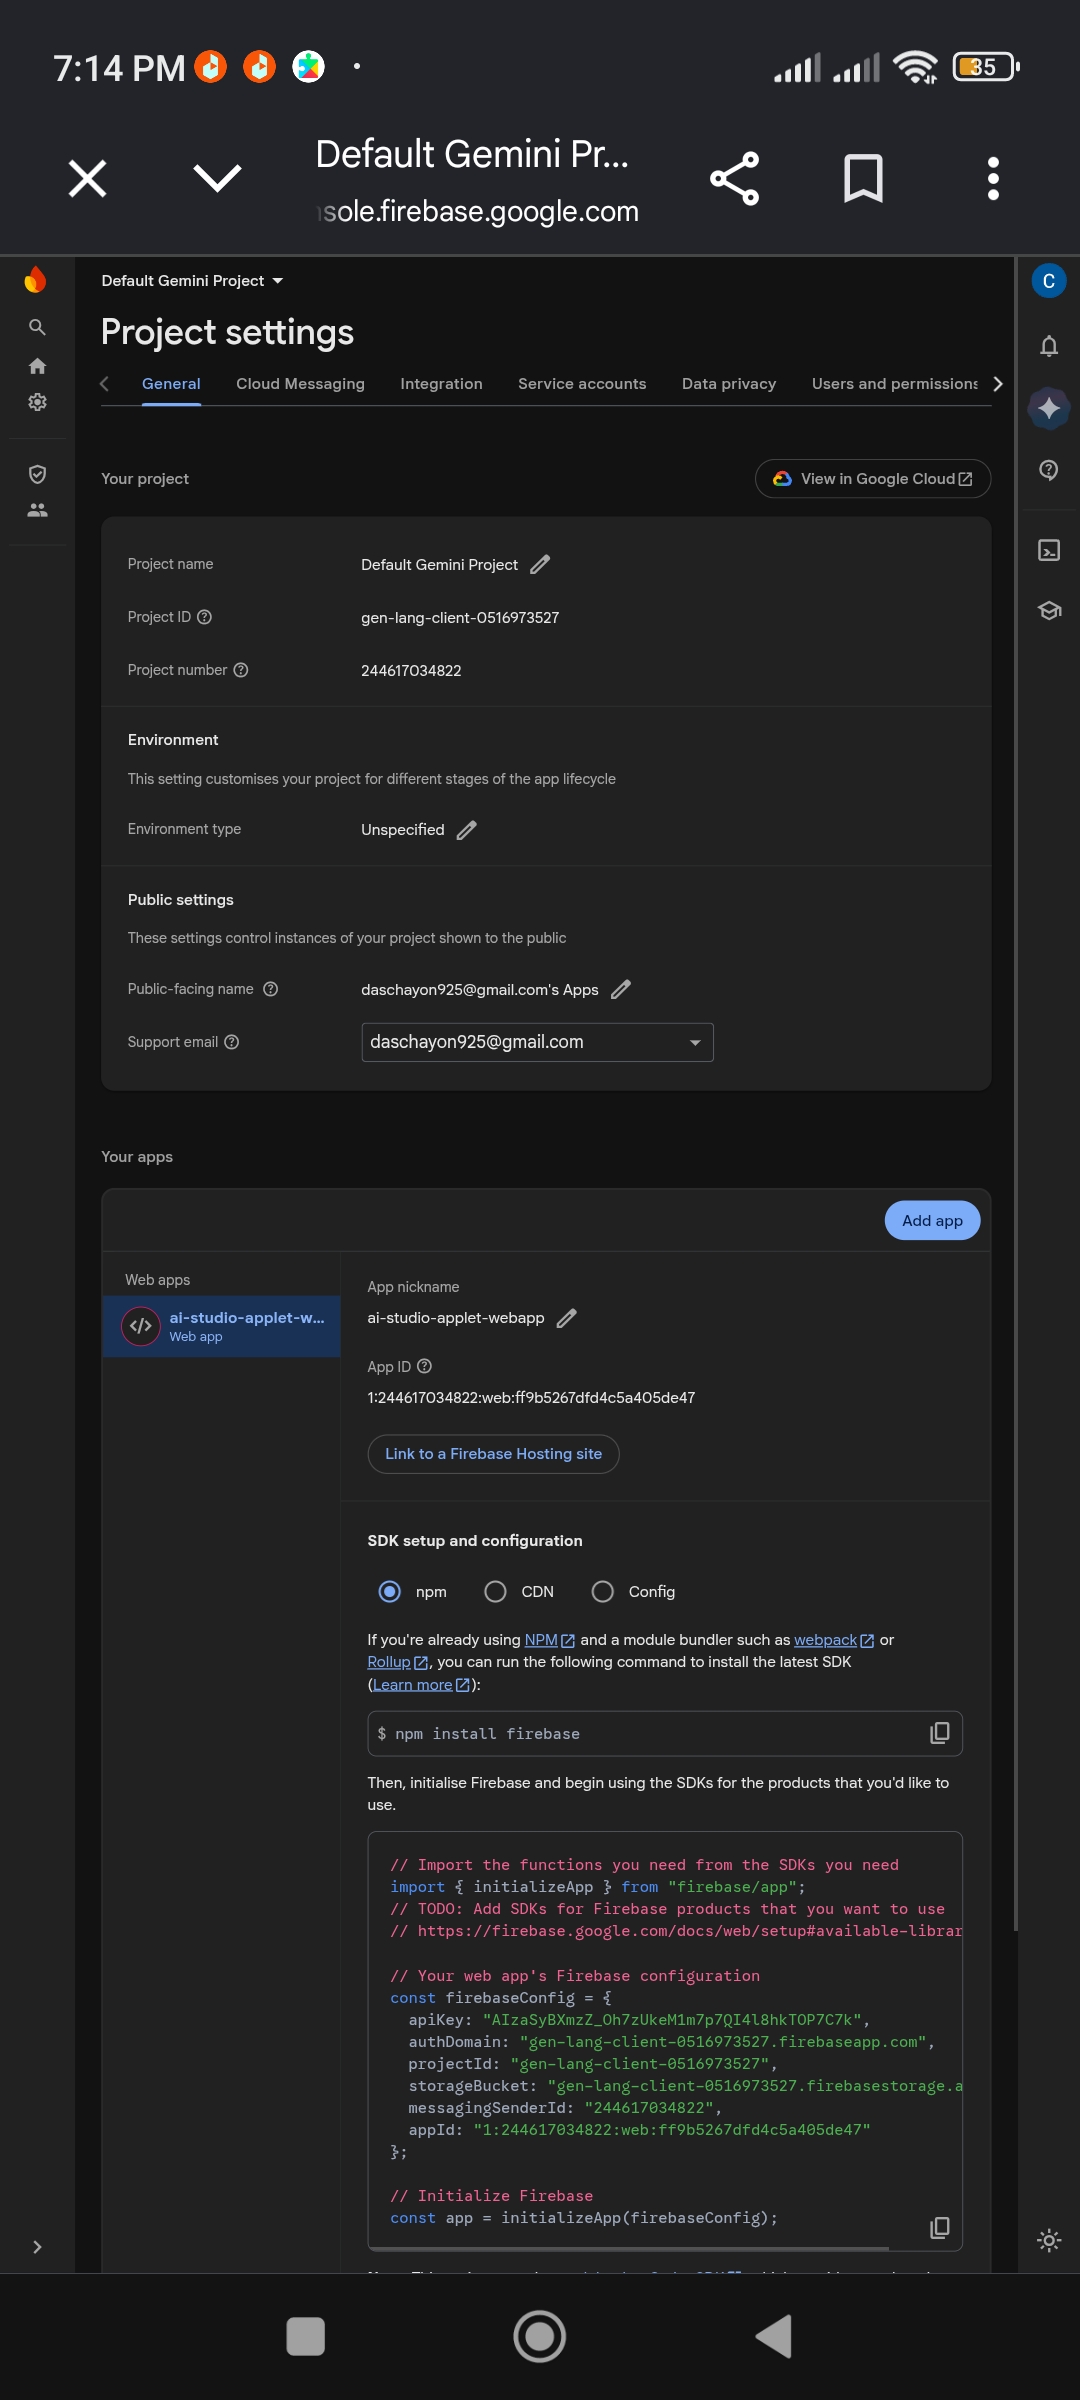 7:14 PM
35
Default Gemini Pr...
sole.firebase.google.com
Default Gemini Project
C
Project settings
General
Cloud Messaging
Integration
Service accounts
Data privacy
Users and permissions
Your project
View in Google Cloud
Project name
Default Gemini Project
Project ID
gen-lang-client-0516973527
Project number
244617034822
Environment
This setting customises your project for different stages of the app lifecycle
Environment type
Unspecified
Public settings
These settings control instances of your project shown to the public
Public-facing name
daschayon925@gmail.com's Apps
Support email
daschayon925@gmail.com
Your apps
Add app
Web apps
ai-studio-applet-w...
Web app
App nickname
ai-studio-applet-webapp
App ID
1:244617034822:web:ff9b5267dfd4c5a405de47
Link to a Firebase Hosting site
SDK setup and configuration
npm
CDN
Config
If you're already using NPM and a module bundler such as webpack or
Rollup, you can run the following command to install the latest SDK
(Learn more):
$ npm install firebase
Then, initialise Firebase and begin using the SDKs for the products that you'd like to
use.
// Import the functions you need from the SDKs you need
import { initializeApp } from "firebase/app";
// TODO: Add SDKs for Firebase products that you want to use
// https://firebase.google.com/docs/web/setup#available-librar
// Your web app's Firebase configuration
const firebaseConfig = {
apiKey: "AIzaSyBXmzZ_Oh7zUkeM1m7p7QI4l8hkTOP7C7k",
authDomain: "gen-lang-client-0516973527.firebaseapp.com",
projectId: "gen-lang-client-0516973527",
storageBucket: "gen-lang-client-0516973527.firebasestorage.a
messagingSenderId: "244617034822",
appId: "1:244617034822:web:ff9b5267dfd4c5a405de47"
};
// Initialize Firebase
const app = initializeApp(firebaseConfig);